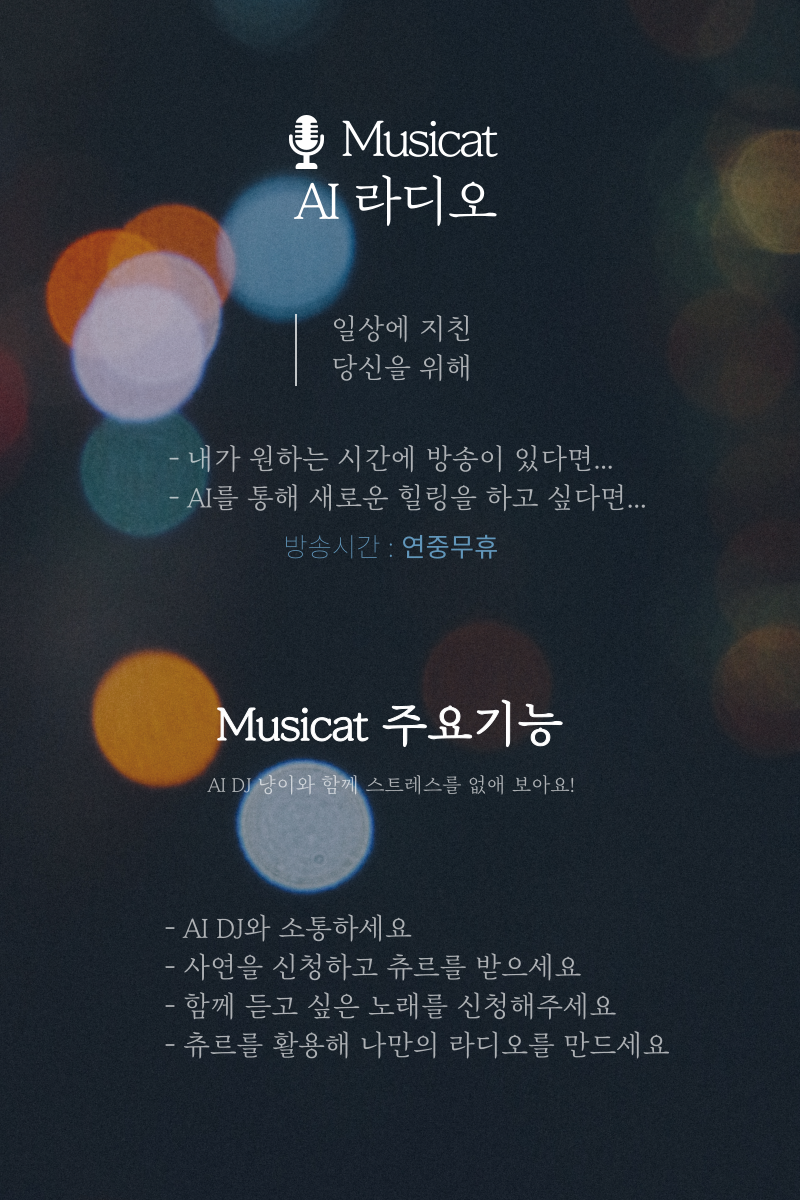 Musicat
AI 라디오
일상에 지친
당신을 위해
- 내가 원하는 시간에 방송이 있다면...
- AI를 통해 새로운 힐링을 하고 싶다면...
방송시간 : 연중무휴
Musicat 주요기능
AI DJ 냥이와 함께 스트레스를 없애 보아요!
- AI DJ와 소통하세요
- 사연을 신청하고 츄르를 받으세요
- 함께 듣고 싶은 노래를 신청해주세요
- 츄르를 활용해 나만의 라디오를 만드세요